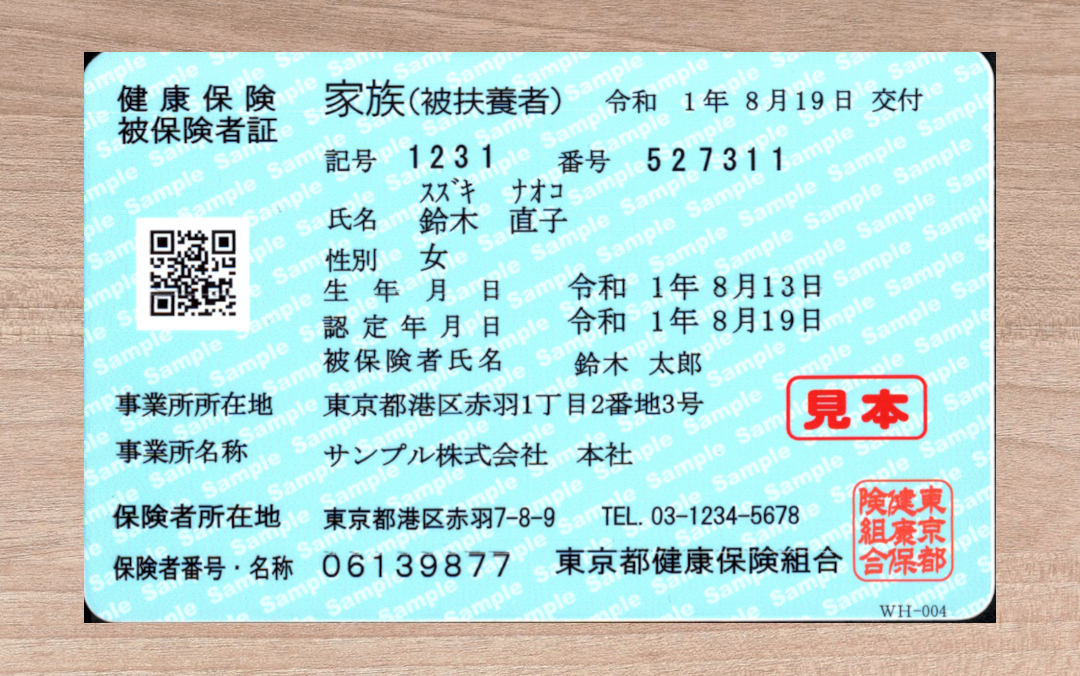 健康保険
被保険者証
家族(被扶養者) 令和 1年 8月19日 交付
記号 1231 番号 527311
スズキ ナオコ
氏名 鈴木 直子
性別 女
生年月日 令和 1年 8月13日
認定年月日 令和 1年 8月19日
被保険者氏名 鈴木 太郎
事業所所在地 東京都港区赤羽1丁目2番地3号
見本
事業所名称 サンプル株式会社 本社
保険者所在地 東京都港区赤羽7-8-9 TEL.03-1234-5678
保険者番号・名称 06139877 東京都健康保険組合
東京都
健康保
険組合
WH-004
Sample